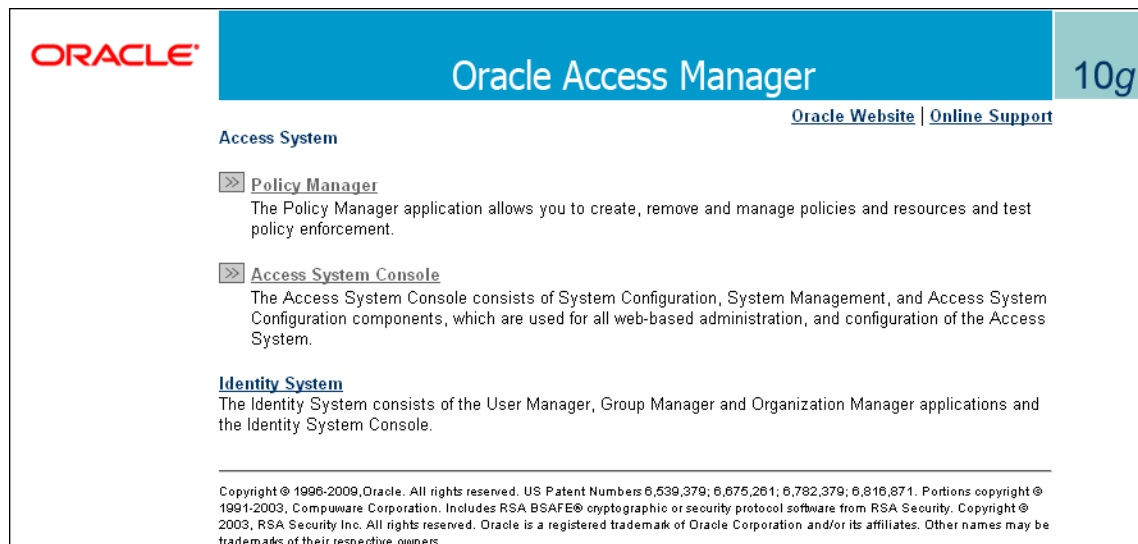 ORACLE®
Oracle Access Manager
10g
Oracle Website | Online Support
Access System
Policy Manager
The Policy Manager application allows you to create, remove and manage policies and resources and test
policy enforcement.
Access System Console
The Access System Console consists of System Configuration, System Management, and Access System
Configuration components, which are used for all web-based administration, and configuration of the Access
System.
Identity System
The Identity System consists of the User Manager, Group Manager and Organization Manager applications and
the Identity System Console.
Copyright © 1996-2009,Oracle. All rights reserved. US Patent Numbers 6,539,379; 6,675,261; 6,782,379; 6,816,871. Portions copyright ©
1991-2003, Compuware Corporation. Includes RSA BSAFE® cryptographic or security protocol software from RSA Security. Copyright ©
2003, RSA Security Inc. All rights reserved. Oracle is a registered trademark of Oracle Corporation and/or its affiliates. Other names may be
trademarks of their respective owners.